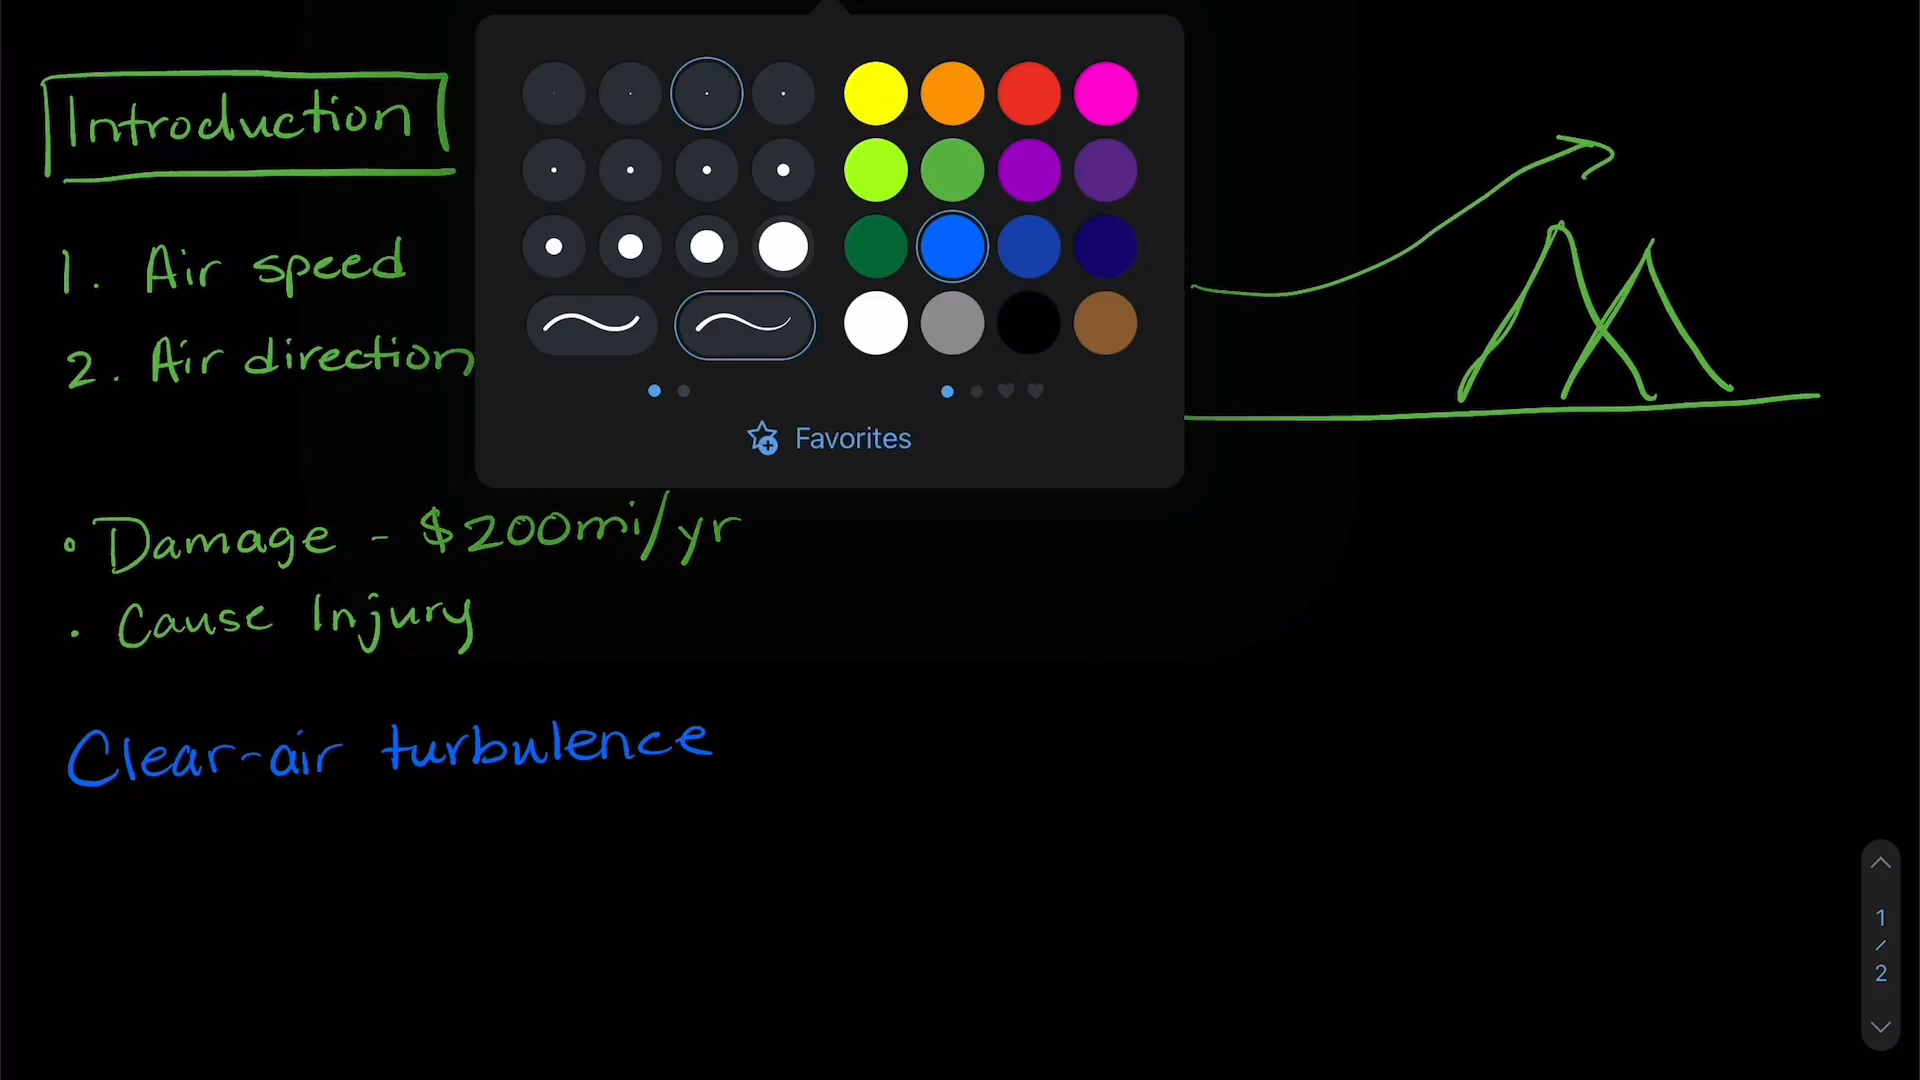 Introduction
1. Air speed
2. Air direction
Favorites
• Damage - $200mi/yr
• Cause Injury
Clear-air turbulence
1
/
2